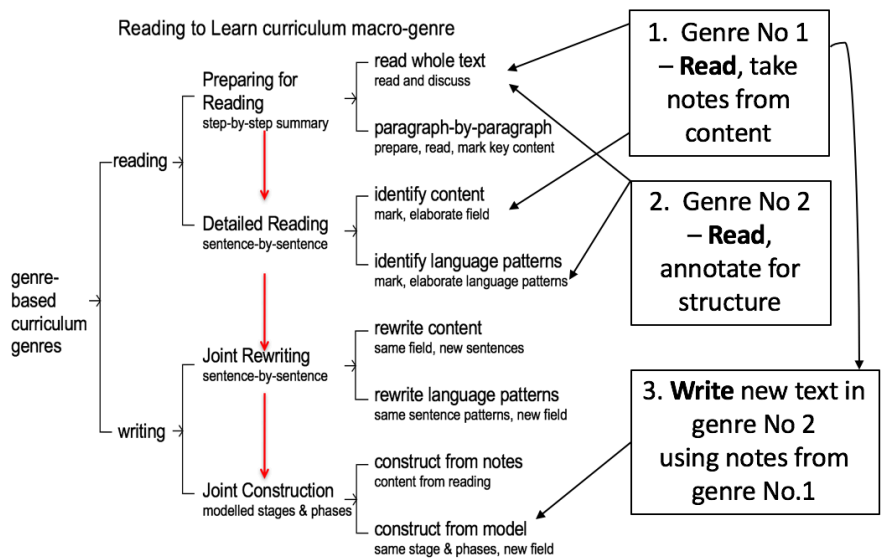 Reading to Learn curriculum macro-genre
genre-
based
curriculum
genres
reading
Preparing for
Reading
step-by-step summary
read whole text
read and discuss
paragraph-by-paragraph
prepare, read, mark key content
Detailed Reading
sentence-by-sentence
identify content
mark, elaborate field
identify language patterns
mark, elaborate language patterns
writing
Joint Rewriting
sentence-by-sentence
rewrite content
same field, new sentences
rewrite language patterns
same sentence patterns, new field
Joint Construction
modelled stages & phases
construct from notes
content from reading
construct from model
same stage & phases, new field
1. Genre No 1
– Read, take
notes from
content
2. Genre No 2
– Read,
annotate for
structure
3. Write new text in
genre No 2
using notes from
genre No.1